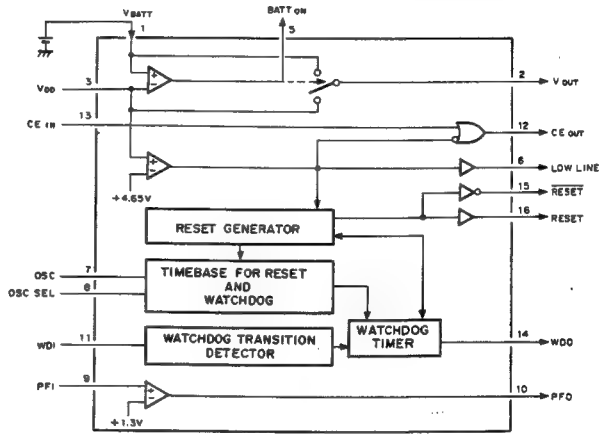 VBATT
1
BATT ON
5
VDD
3
2
VOUT
CE IN
13
12
CE OUT
6
LOW LINE
+4.65V
15
RESET
16
RESET
RESET GENERATOR
OSC
7
OSC SEL
8
TIMEBASE FOR RESET
AND
WATCHDOG
WDI
11
WATCHDOG TRANSITION
DETECTOR
WATCHDOG
TIMER
14
WDO
PFI
9
10
PFO
+1.3V
+
−
+
−
+
−